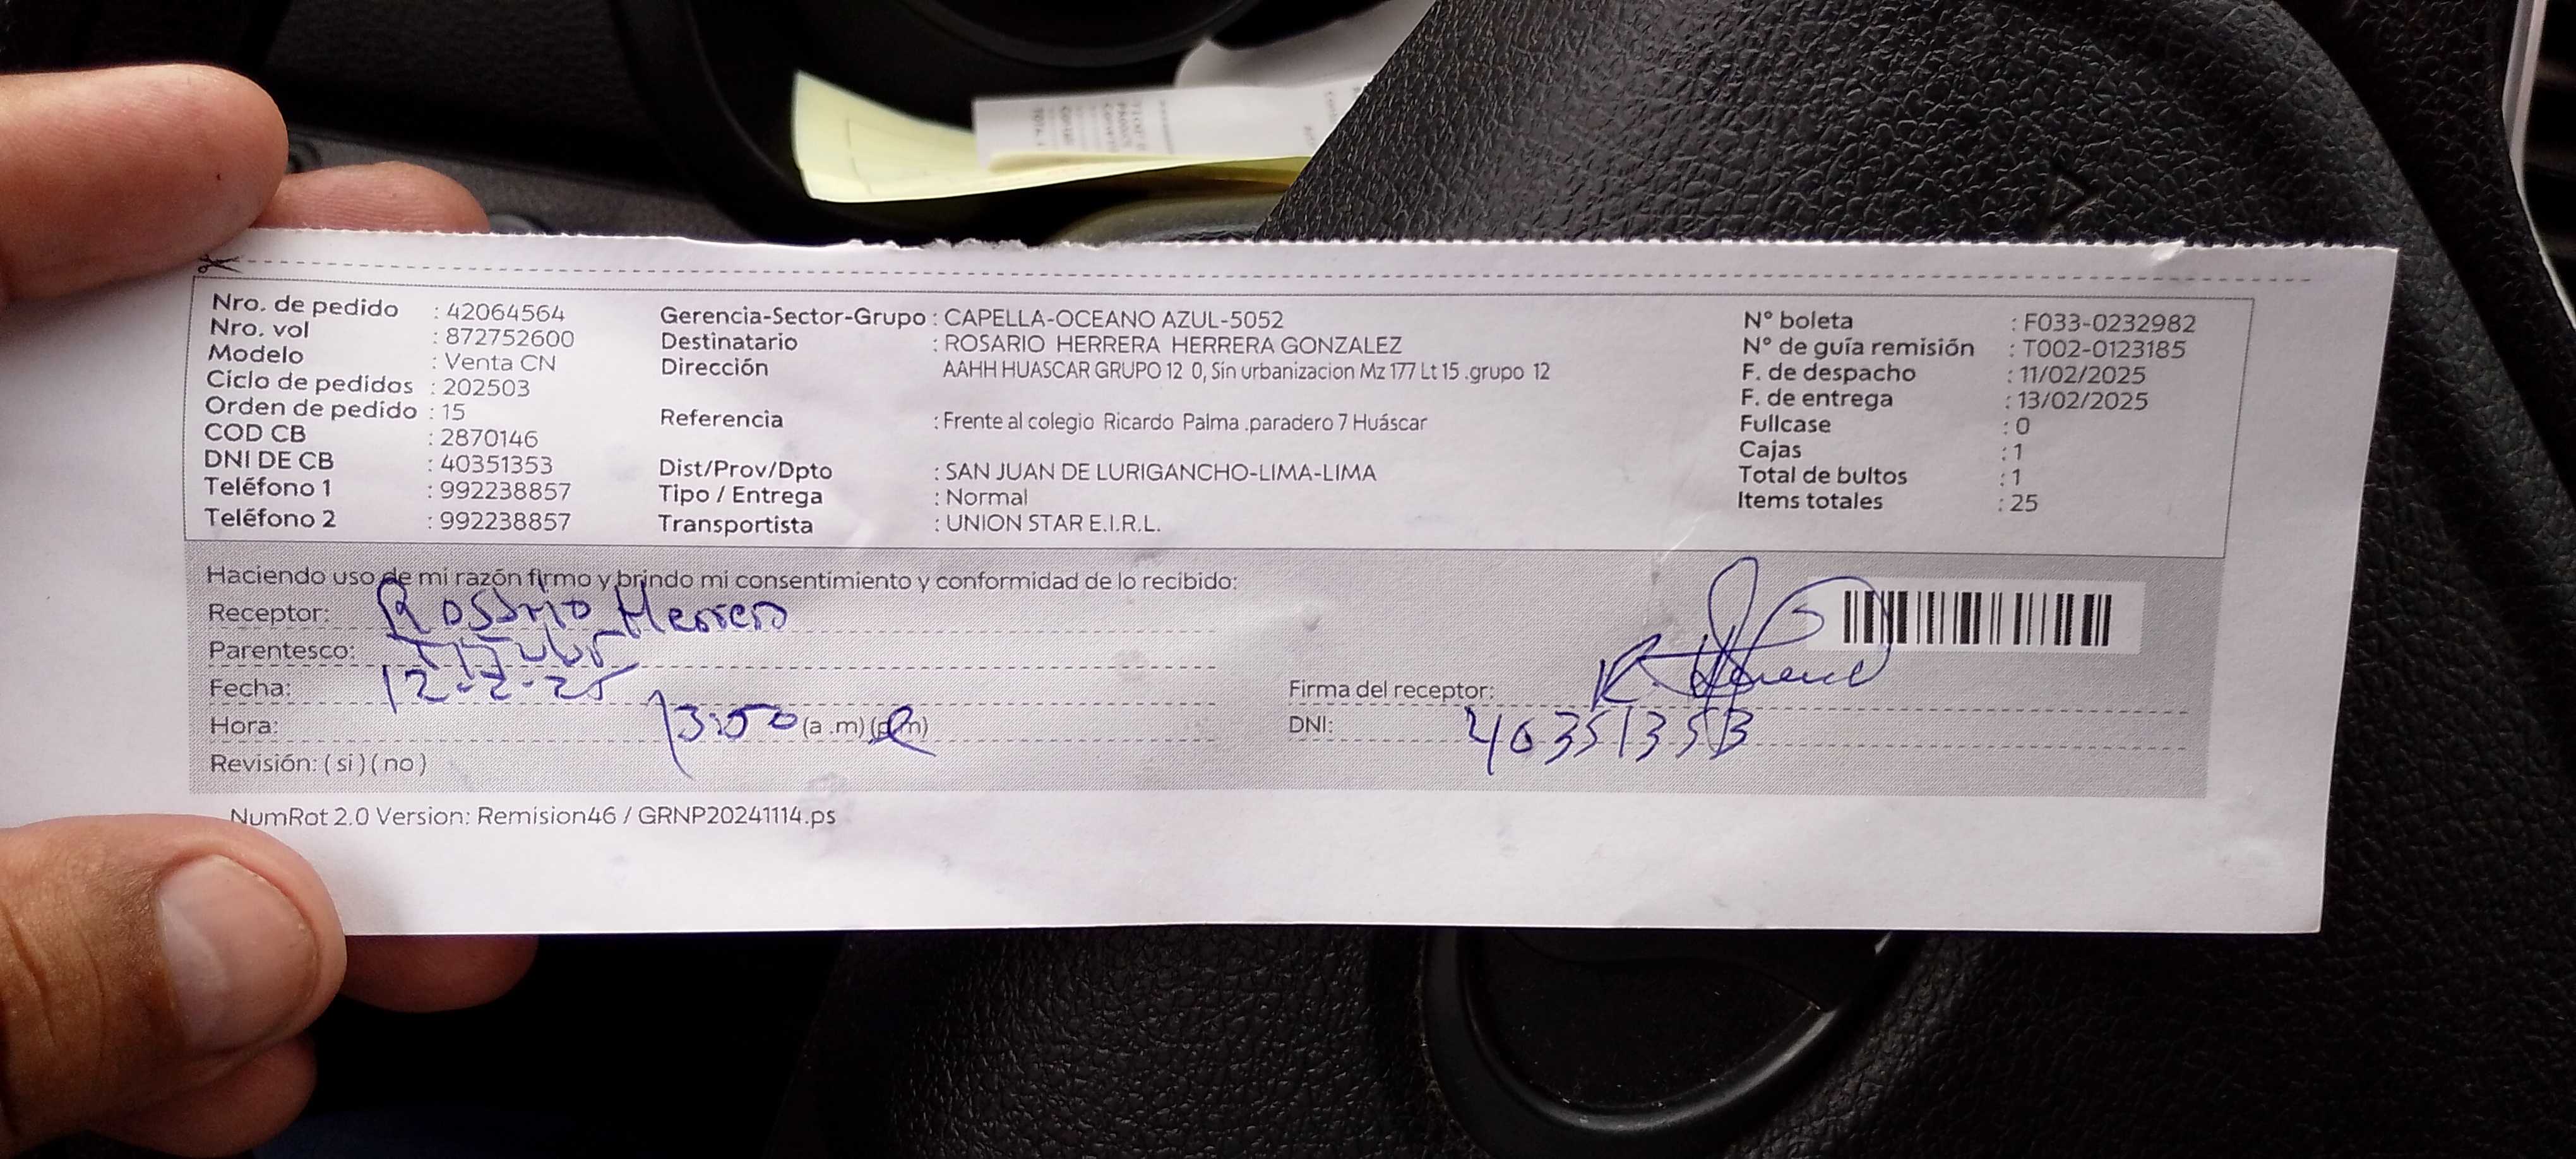 Nro. de pedido : 42064564
Nro. vol : 872752600
Modelo : Venta CN
Ciclo de pedidos : 202503
Orden de pedido : 15
COD CB : 2870146
DNI DE CB : 40351353
Teléfono 1 : 992238857
Teléfono 2 : 992238857
Gerencia-Sector-Grupo : CAPELLA-OCEANO AZUL-5052
Destinatario : ROSARIO HERRERA HERRERA GONZALEZ
Dirección : AAHH HUASCAR GRUPO 12 0, Sin urbanizacion Mz 177 Lt 15 .grupo 12
Referencia : Frente al colegio Ricardo Palma .paradero 7 Huáscar
Dist/Prov/Dpto : SAN JUAN DE LURIGANCHO-LIMA-LIMA
Tipo / Entrega : Normal
Transportista : UNION STAR E.I.R.L.
N° boleta : F033-0232982
N° de guía remisión : T002-0123185
F. de despacho : 11/02/2025
F. de entrega : 13/02/2025
Fullcase : 0
Cajas : 1
Total de bultos : 1
Items totales : 25
Haciendo uso de mi razón firmo y brindo mi consentimiento y conformidad de lo recibido:
Receptor: Rosario Herrera
Parentesco:
Fecha: 12-2-25
Hora: 13:50 (a .m) (p.m)
Revisión: ( si ) ( no )
Firma del receptor:
DNI: 40351353
NumRot 2.0 Version: Remision46 / GRNP20241114.ps